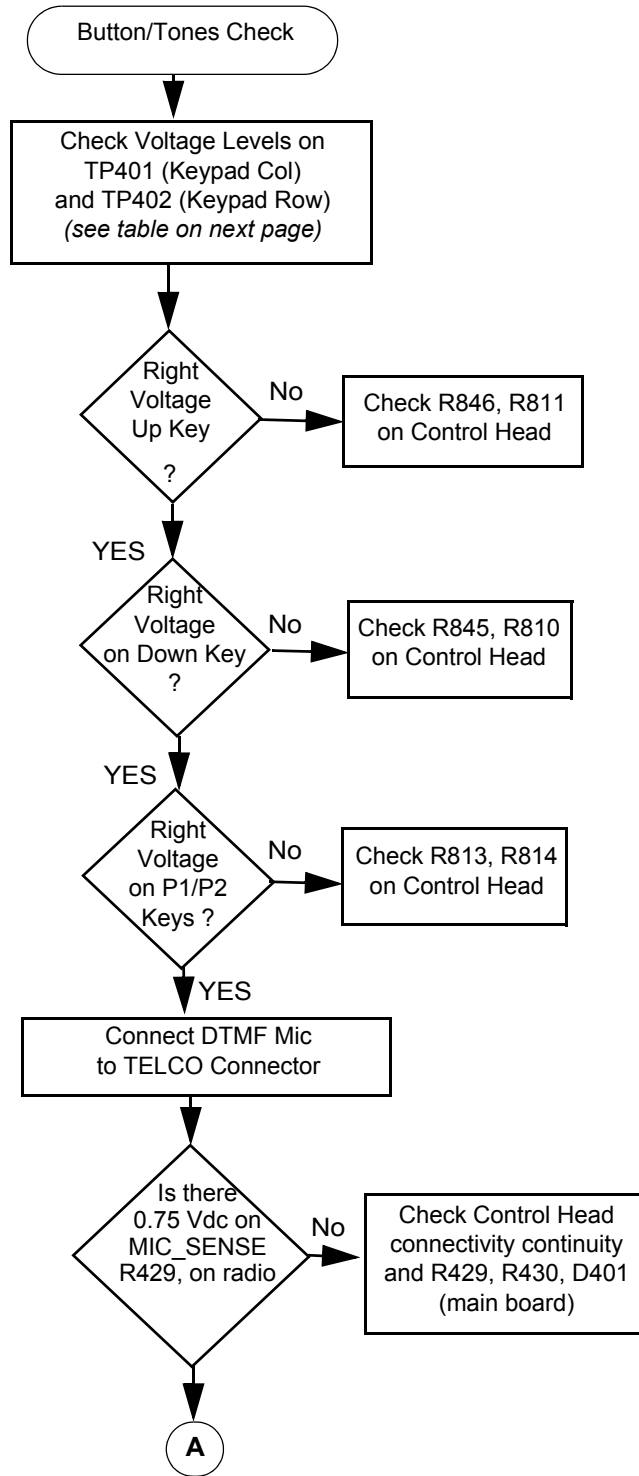 Button/Tones Check
Check Voltage Levels on
TP401 (Keypad Col)
and TP402 (Keypad Row)
(see table on next page)
Right
Voltage
Up Key
?
No
Check R846, R811
on Control Head
YES
Right
Voltage
on Down Key
?
No
Check R845, R810
on Control Head
YES
Right
Voltage
on P1/P2
Keys ?
No
Check R813, R814
on Control Head
YES
Connect DTMF Mic
to TELCO Connector
Is there
0.75 Vdc on
MIC_SENSE
R429, on radio
No
Check Control Head
connectivity continuity
and R429, R430, D401
(main board)
A